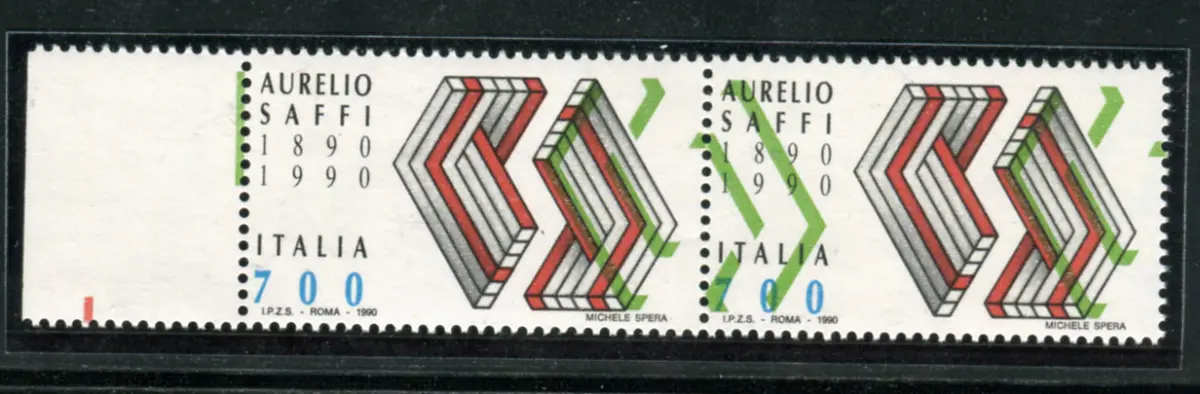 AURELIO
SAFFI
1890
1990
ITALIA
700
I.P.Z.S. - ROMA - 1990
MICHELE SPERA
AURELIO
SAFFI
1890
1990
ITALIA
700
I.P.Z.S. - ROMA - 1990
MICHELE SPERA